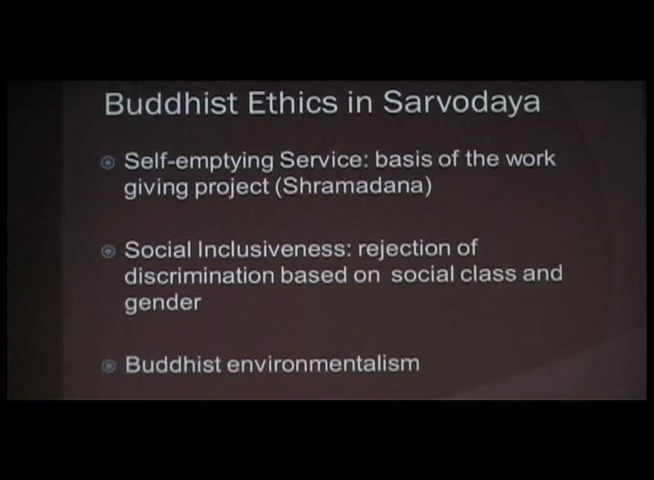 Buddhist Ethics in Sarvodaya
Self-emptying Service: basis of the work
giving project (Shramadana)
Social Inclusiveness: rejection of
discrimination based on social class and
gender
Buddhist environmentalism